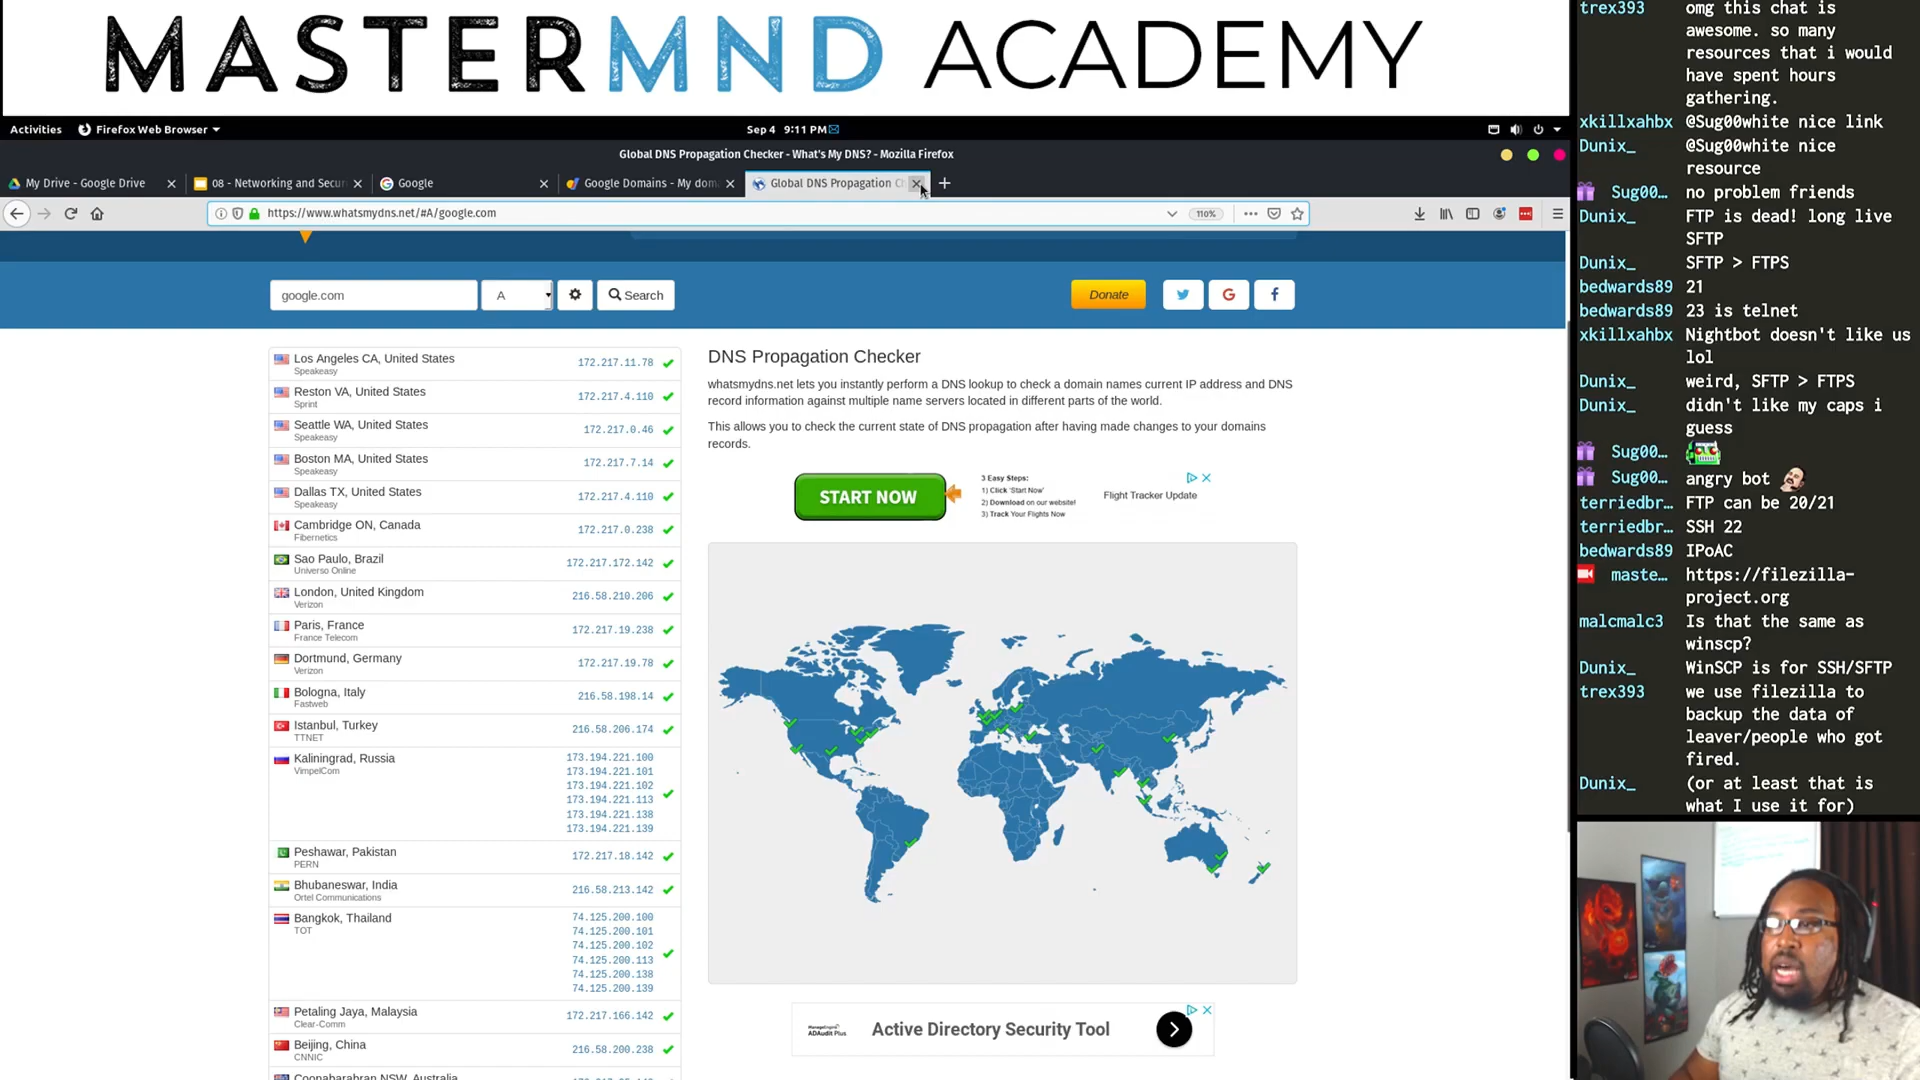 MASTERMND ACADEMY
Activities
Firefox Web Browser
Sep 4 9:11 PM
Global DNS Propagation Checker - What's My DNS? - Mozilla Firefox
My Drive - Google Drive
08 - Networking and Secur
Google
Google Domains - My dom
Global DNS Propagation C
https://www.whatsmydns.net/#A/google.com
110%
google.com
A
Search
Donate
Los Angeles CA, United States
Speakeasy
172.217.11.78
Reston VA, United States
Sprint
172.217.4.110
Seattle WA, United States
Speakeasy
172.217.0.46
Boston MA, United States
Speakeasy
172.217.7.14
Dallas TX, United States
Speakeasy
172.217.4.110
Cambridge ON, Canada
Fibernetics
172.217.0.238
Sao Paulo, Brazil
Universo Online
172.217.172.142
London, United Kingdom
Verizon
216.58.210.206
Paris, France
France Telecom
172.217.19.238
Dortmund, Germany
Verizon
172.217.19.78
Bologna, Italy
Fastweb
216.58.198.14
Istanbul, Turkey
TTNET
216.58.206.174
Kaliningrad, Russia
VimpelCom
173.194.221.100
173.194.221.101
173.194.221.102
173.194.221.113
173.194.221.138
173.194.221.139
Peshawar, Pakistan
PERN
172.217.18.142
Bhubaneswar, India
Ortel Communications
216.58.213.142
Bangkok, Thailand
TOT
74.125.200.100
74.125.200.101
74.125.200.102
74.125.200.113
74.125.200.138
74.125.200.139
Petaling Jaya, Malaysia
Clear-Comm
172.217.166.142
Beijing, China
CNNIC
216.58.200.238
Coonabarabran NSW, Australia
DNS Propagation Checker
whatsmydns.net lets you instantly perform a DNS lookup to check a domain names current IP address and DNS
record information against multiple name servers located in different parts of the world.
This allows you to check the current state of DNS propagation after having made changes to your domains
records.
START NOW
3 Easy Steps:
1) Click 'Start Now'
2) Download on our website!
3) Track Your Flights Now
Flight Tracker Update
ManageEngine
ADAudit Plus
Active Directory Security Tool
trex393 omg this chat is
awesome. so many
resources that i would
have spent hours
gathering.
xkillxahbx @Sug00white nice link
Dunix_ @Sug00white nice
resource
Sug00… no problem friends
Dunix_ FTP is dead! long live
SFTP
Dunix_ SFTP > FTPS
bedwards89 21
bedwards89 23 is telnet
xkillxahbx Nightbot doesn't like us
lol
Dunix_ weird, SFTP > FTPS
Dunix_ didn't like my caps i
guess
Sug00…
Sug00… angry bot
terriedbr… FTP can be 20/21
terriedbr… SSH 22
bedwards89 IPoAC
maste… https://filezilla-
project.org
malcmalc3 Is that the same as
winscp?
Dunix_ WinSCP is for SSH/SFTP
trex393 we use filezilla to
backup the data of
leaver/people who got
fired.
Dunix_ (or at least that is
what I use it for)